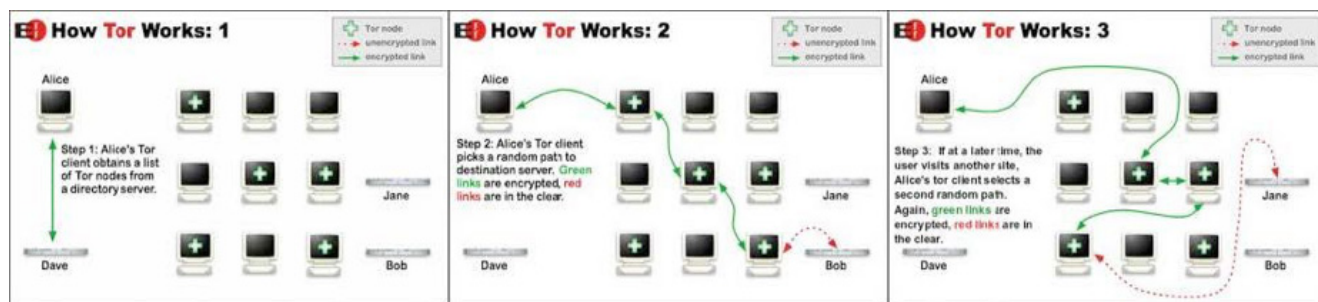 EFF How Tor Works: 1
Tor node
unencrypted link
encrypted link
Alice
Step 1: Alice's Tor
client obtains a list
of Tor nodes from
a directory server.
Jane
Dave
Bob
EFF How Tor Works: 2
Tor node
unencrypted link
encrypted link
Alice
Step 2: Alice's Tor client
picks a random path to
destination server. Green
links are encrypted, red
links are in the clear.
Jane
Dave
Bob
EFF How Tor Works: 3
Tor node
unencrypted link
encrypted link
Alice
Step 3: If at a later time, the
user visits another site,
Alice's tor client selects a
second random path.
Again, green links are
encrypted, red links are in
the clear.
Jane
Dave
Bob